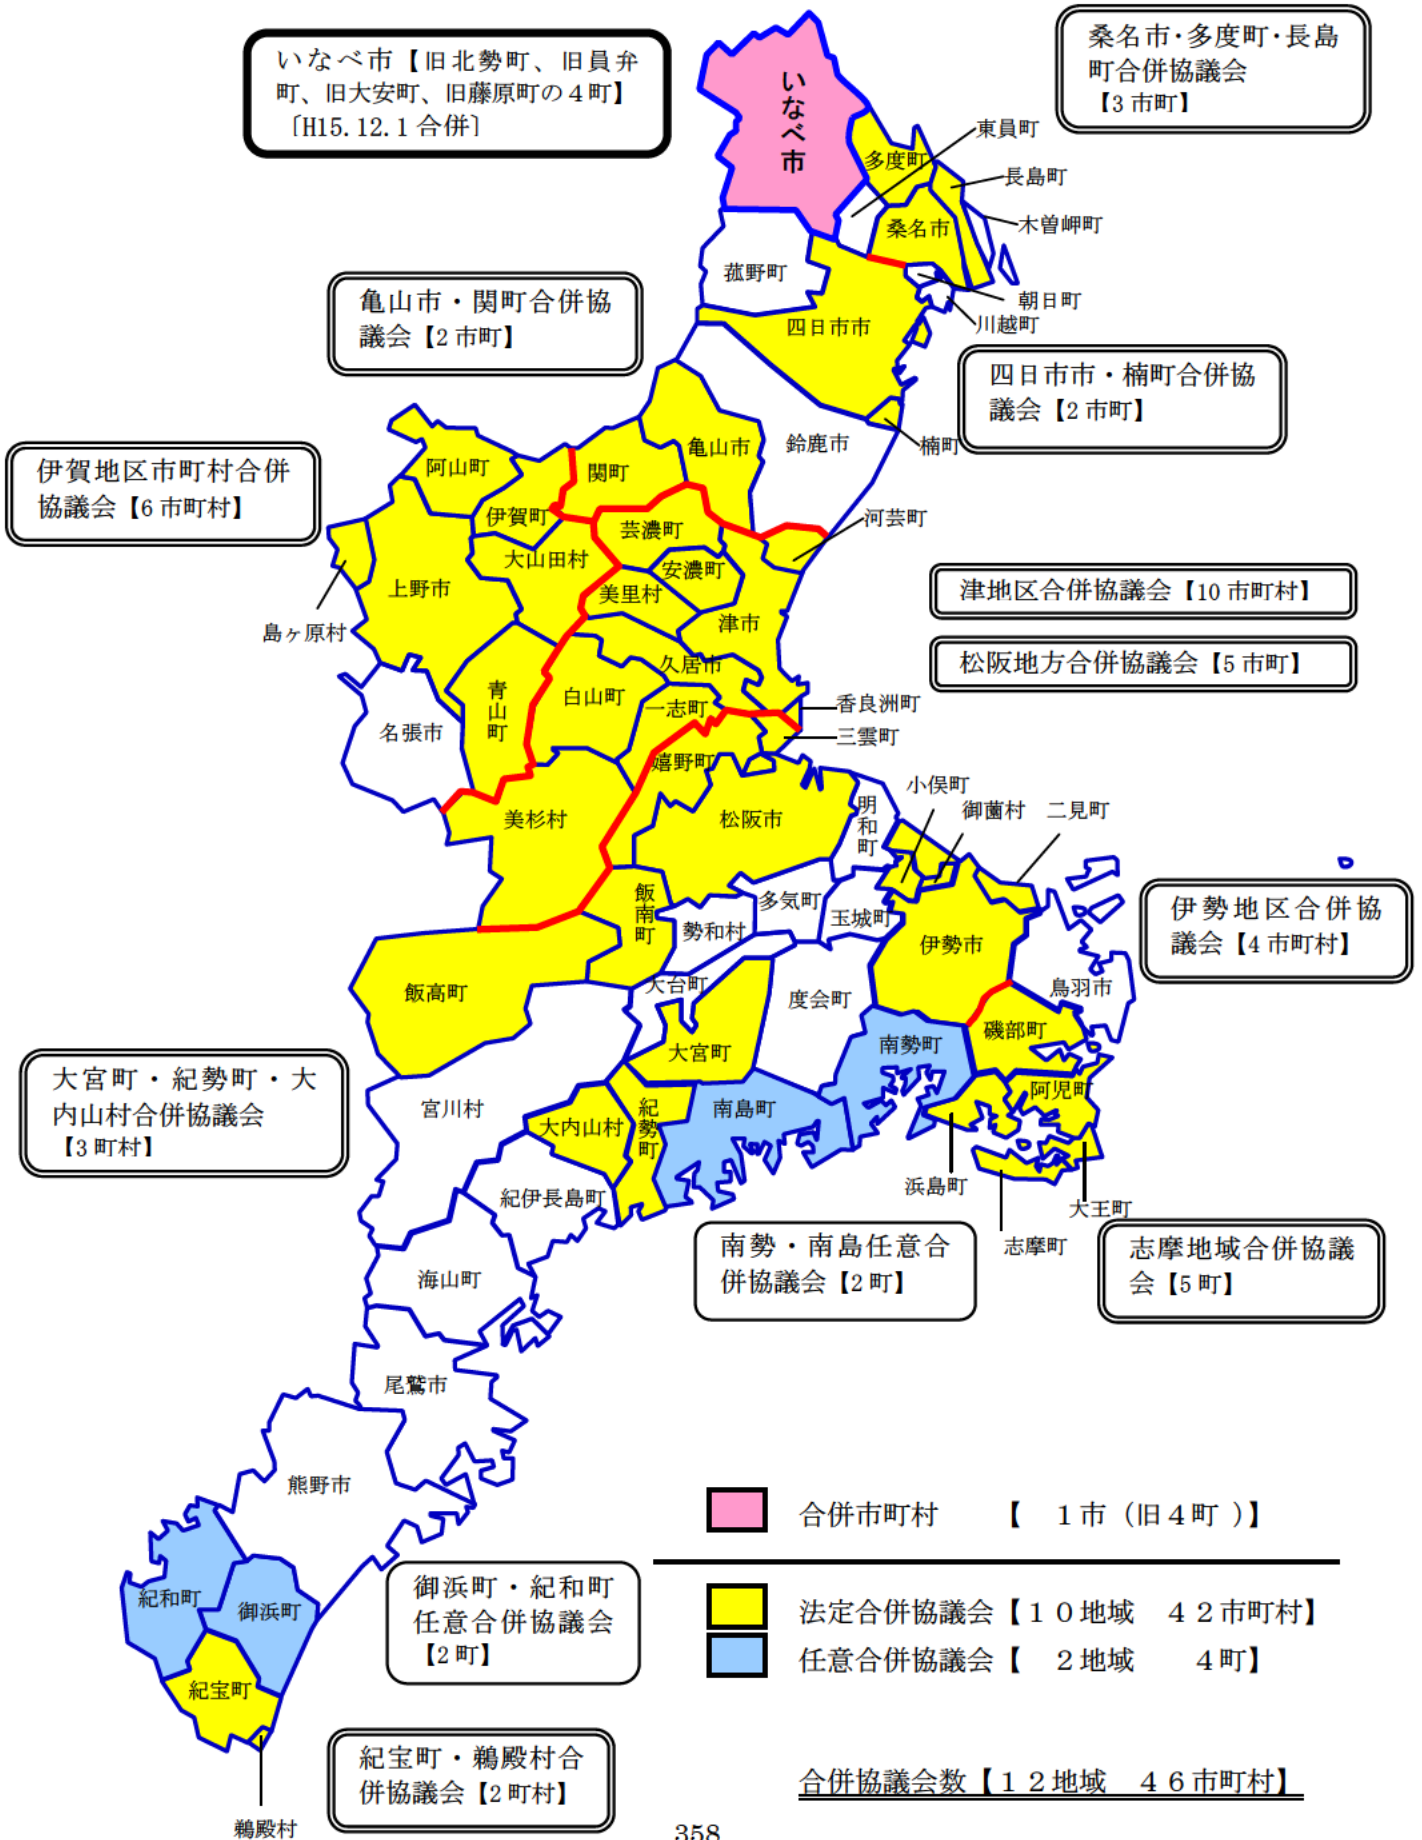 いなべ市【旧北勢町、旧員弁
町、旧大安町、旧藤原町の４町】
〔H15.12.1合併〕
桑名市・多度町・長島
町合併協議会
【3市町】
いなべ市
東員町
多度町
長島町
桑名市
木曽岬町
菰野町
朝日町
川越町
四日市市
亀山市・関町合併協
議会【2市町】
四日市市・楠町合併協
議会【2市町】
楠町
鈴鹿市
亀山市
関町
阿山町
伊賀地区市町村合併
協議会【6市町村】
伊賀町
芸濃町
河芸町
大山田村
安濃町
上野市
美里村
津市
島ヶ原村
津地区合併協議会【10市町村】
松阪地方合併協議会【5市町】
久居市
青山町
白山町
一志町
香良洲町
名張市
三雲町
嬉野町
小俣町
御薗村
二見町
明和町
美杉村
松阪市
飯南町
多気町
玉城町
勢和村
伊勢市
伊勢地区合併協
議会【4市町村】
飯高町
大台町
度会町
鳥羽市
磯部町
南勢町
大宮町
阿児町
大宮町・紀勢町・大
内山村合併協議会
【3町村】
宮川村
大内山村
紀勢町
南島町
浜島町
大王町
志摩町
紀伊長島町
南勢・南島任意合
併協議会【2町】
志摩地域合併協議
会【5町】
海山町
尾鷲市
熊野市
合併市町村　　【　１市（旧４町 ）】
紀和町
御浜町
御浜町・紀和町
任意合併協議会
【2町】
法定合併協議会【１０地域　４２市町村】
任意合併協議会【　２地域　　４町】
紀宝町
紀宝町・鵜殿村合
併協議会【2町村】
合併協議会数【１２地域　４６市町村】
鵜殿村
358